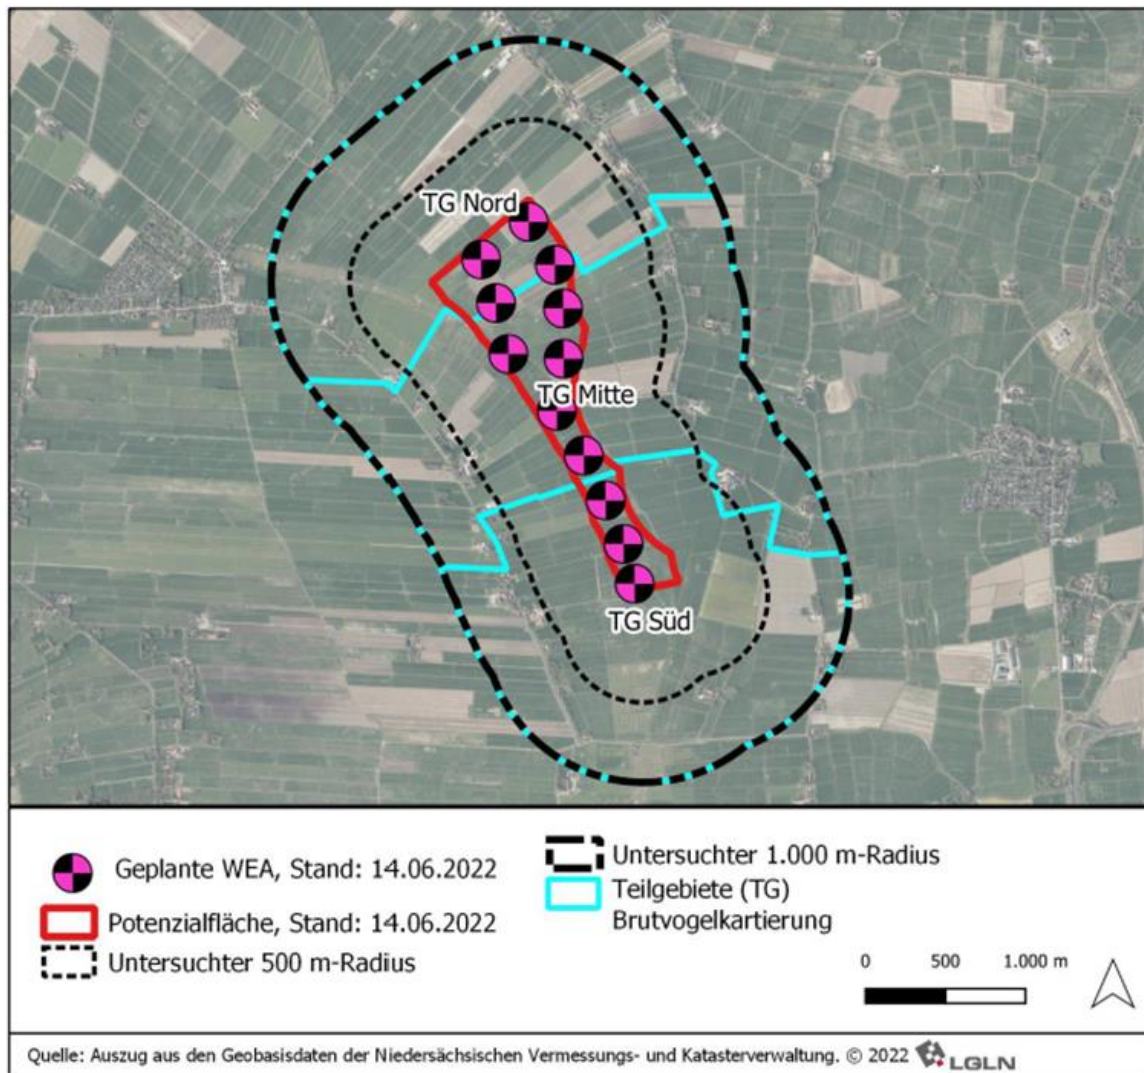 TG Nord
TG Mitte
TG Süd
Geplante WEA, Stand: 14.06.2022
Potenzialfläche, Stand: 14.06.2022
Untersuchter 500 m-Radius
Untersuchter 1.000 m-Radius
Teilgebiete (TG)
Brutvogelkartierung
0 500 1.000 m
Quelle: Auszug aus den Geobasisdaten der Niedersächsischen Vermessungs- und Katasterverwaltung. © 2022 LGLN